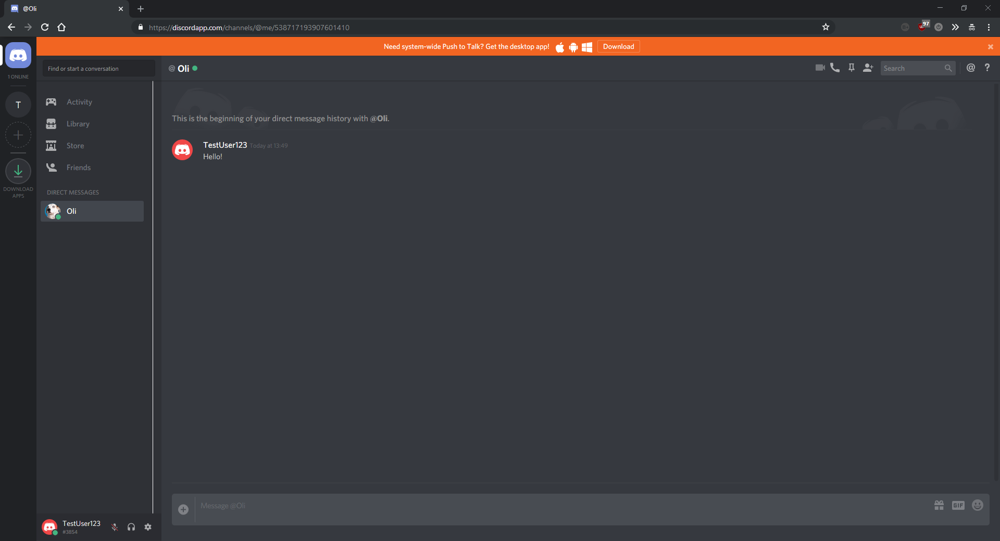 @Oli
https://discordapp.com/channels/@me/538717193907601410
97
Need system-wide Push to Talk? Get the desktop app!
Download
Find or start a conversation
@ Oli
Search
@
?
1 ONLINE
T
DOWNLOAD
APPS
Activity
Library
Store
Friends
DIRECT MESSAGES
Oli
This is the beginning of your direct message history with @Oli.
TestUser123 Today at 13:49
Hello!
Message @Oli
GIF
TestUser123
#3854